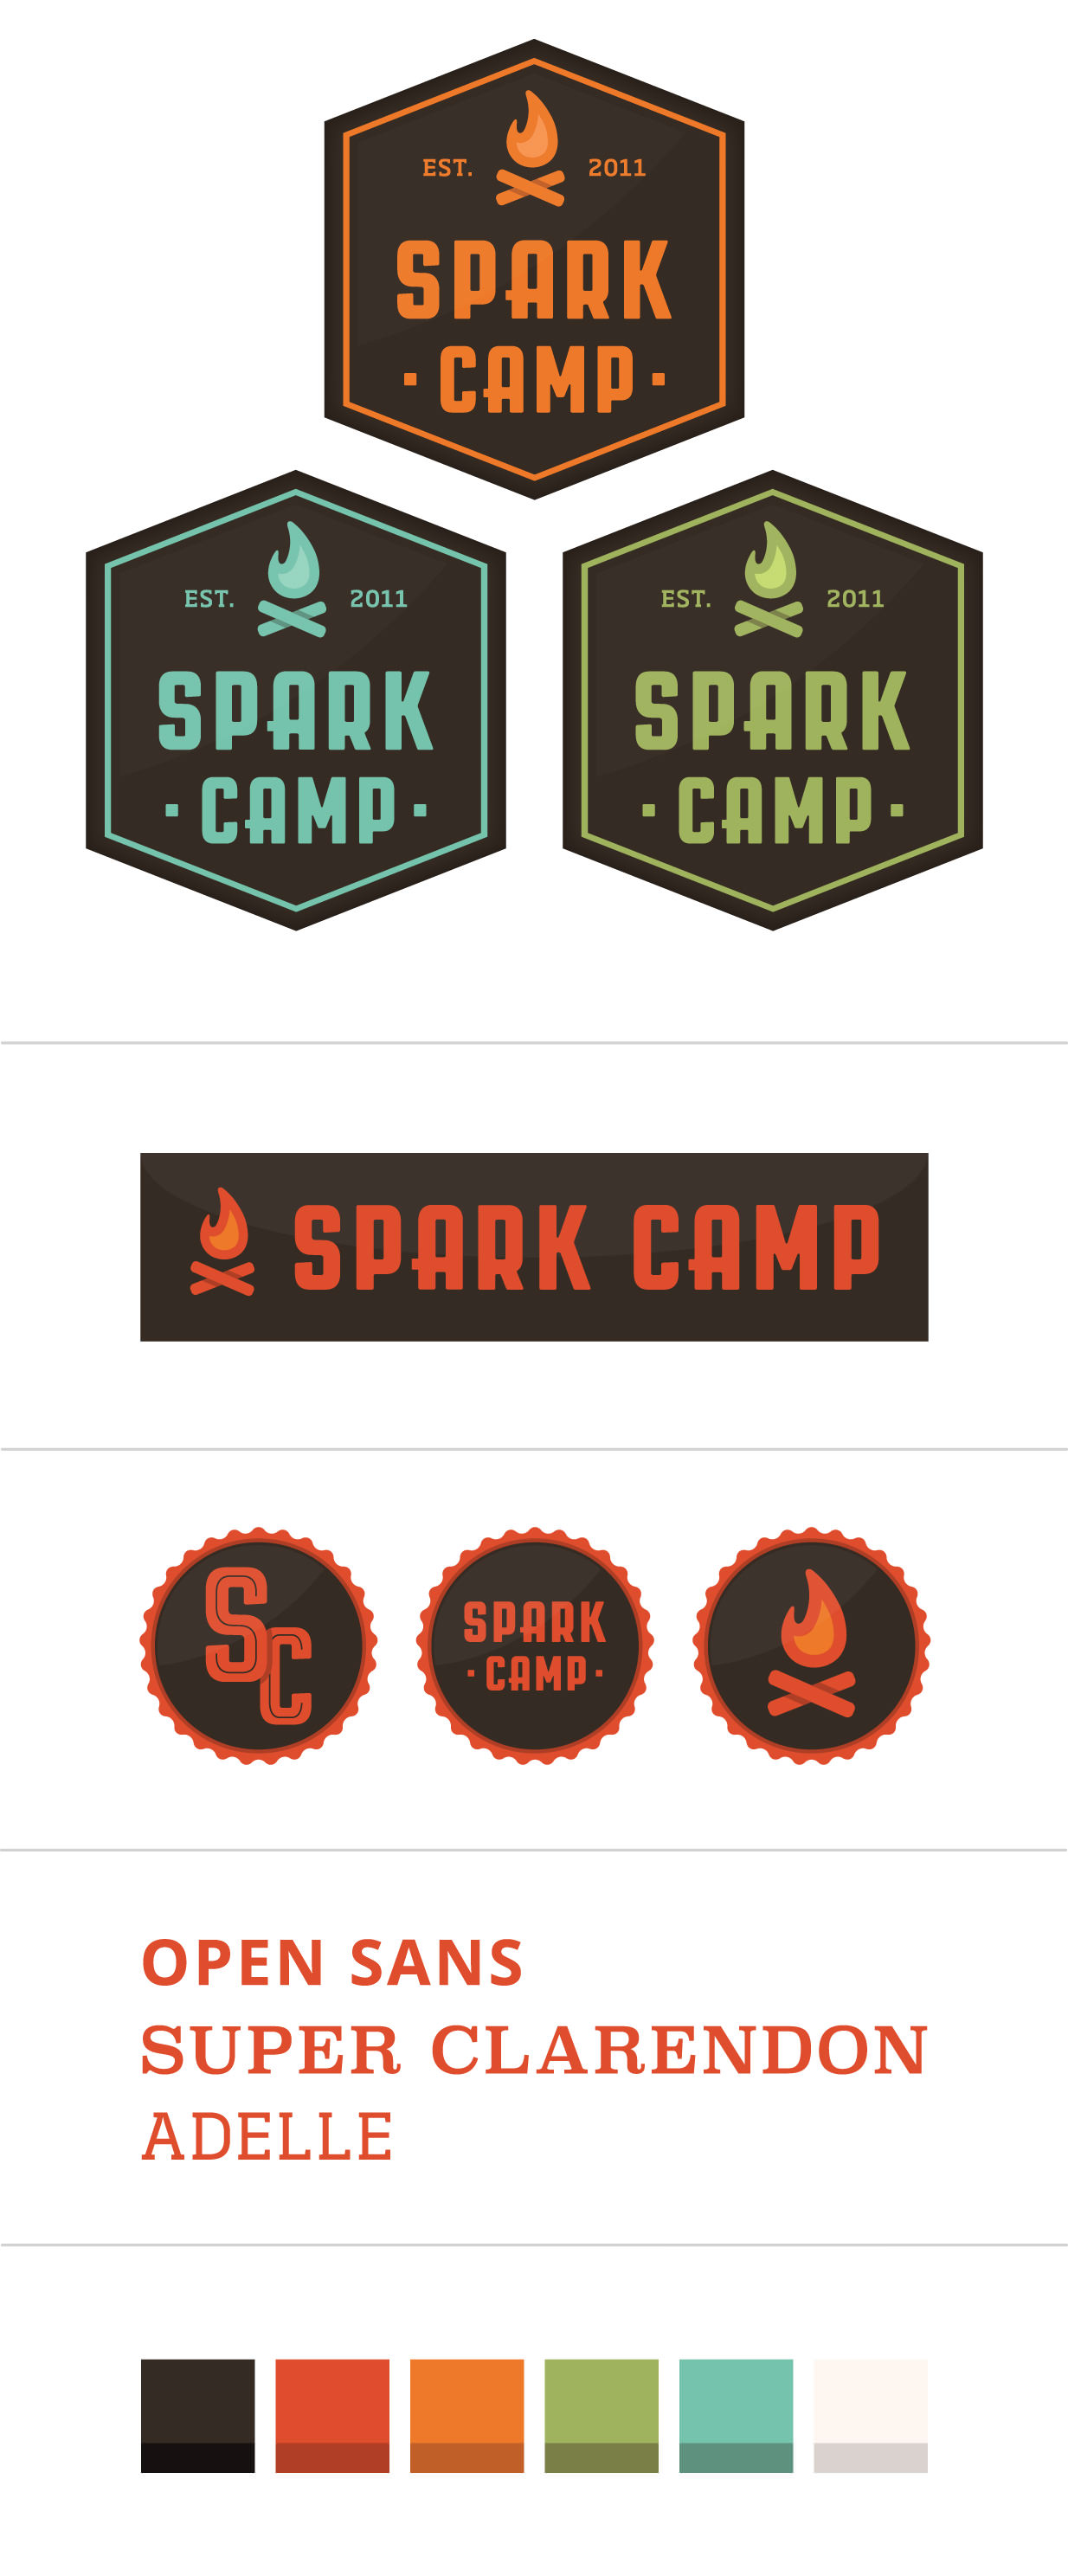 EST. 2011
SPARK
· CAMP ·
EST. 2011
SPARK
· CAMP ·
EST. 2011
SPARK
· CAMP ·
SPARK CAMP
SC
SPARK
· CAMP ·
OPEN SANS
SUPER CLARENDON
ADELLE